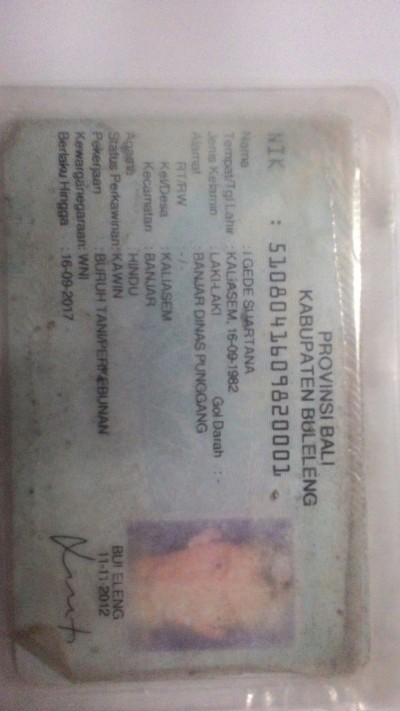 PROVINSI BALI
KABUPATEN BULELENG
NIK : 5108041609820001
Nama : I GEDE SUARTANA
Tempat/Tgl Lahir : KALIASEM, 16-09-1982
Jenis Kelamin : LAKI-LAKI Gol Darah : -
Alamat : BANJAR DINAS PUNGGANG
RT/RW : - / -
Kel/Desa : KALIASEM
Kecamatan : BANJAR
Agama : HINDU
Status Perkawinan: KAWIN
Pekerjaan : BURUH TANI/PERKEBUNAN
Kewarganegaraan: WNI
Berlaku Hingga : 16-09-2017
BULELENG
11-11-2012